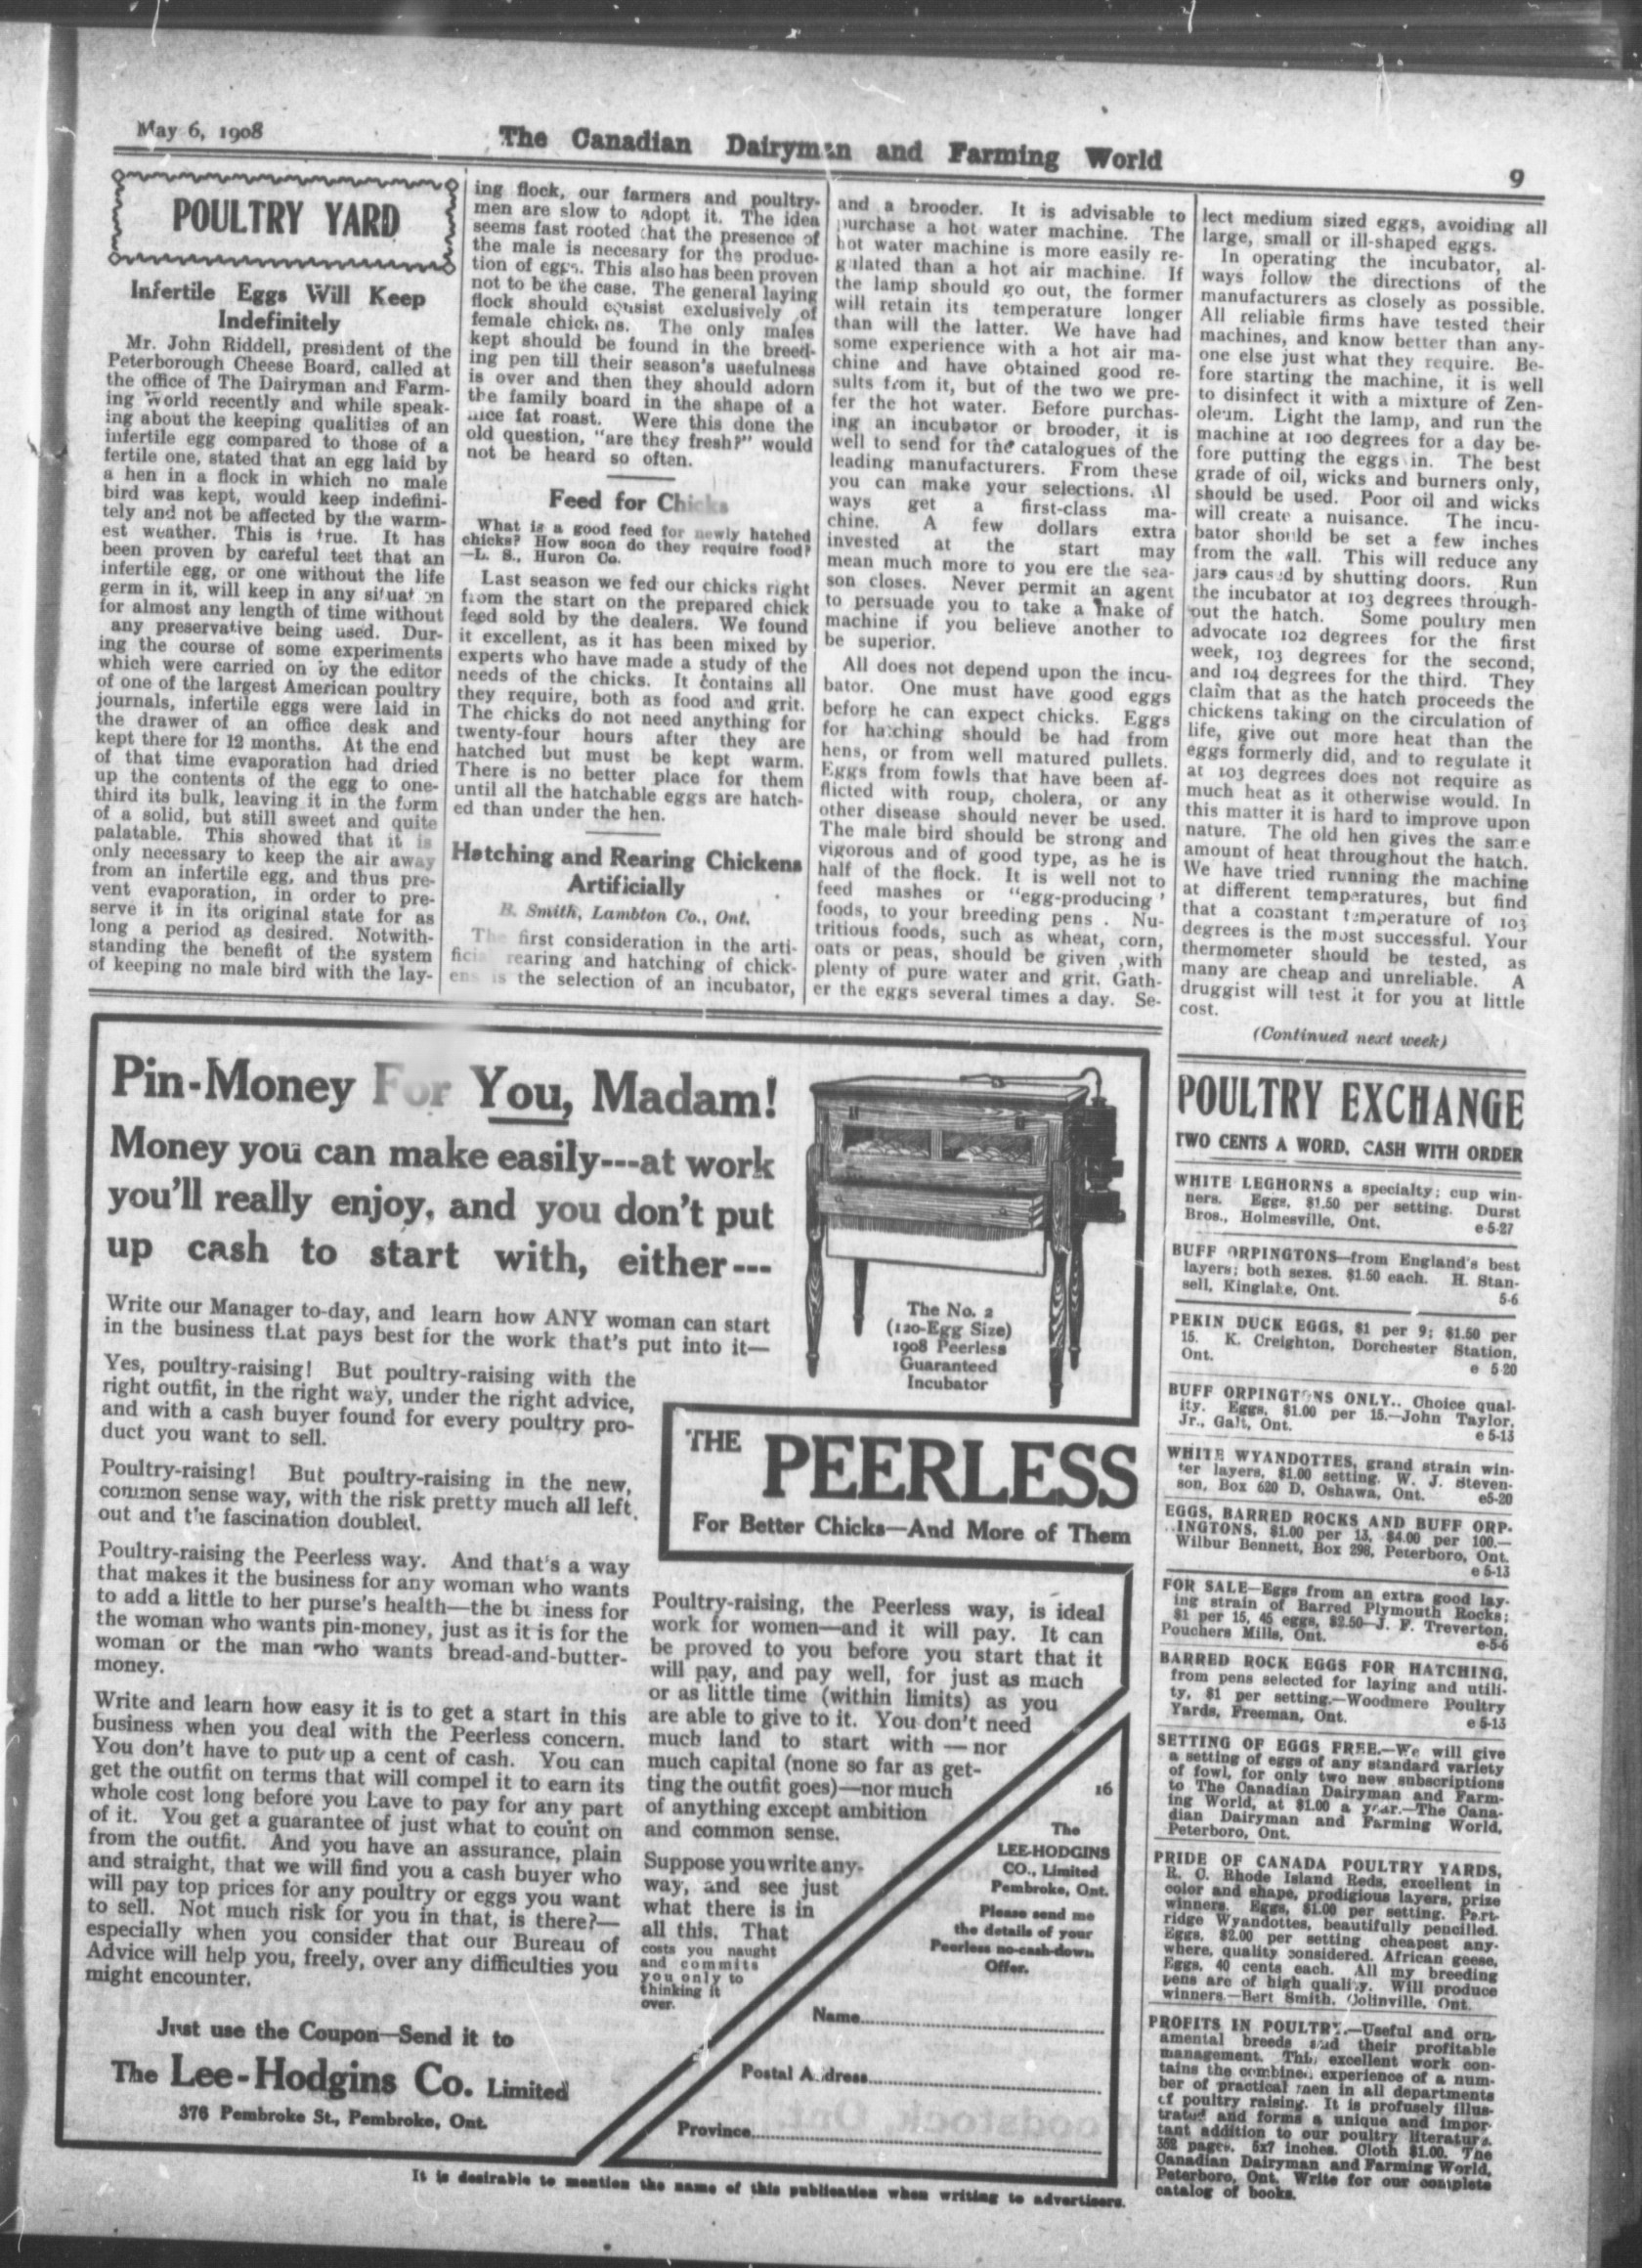 May 6, 1908
The Canadian Dairyman and Farming World
9
POULTRY YARD
Infertile Eggs Will Keep
Indefinitely
Mr. John Riddell, president of the
Peterborough Cheese Board, called at
the office of The Dairyman and Farm-
ing World recently and while speak-
ing about the keeping qualities of an
infertile egg compared to those of a
fertile one, stated that an egg laid by
a hen in a flock in which no male
bird was kept, would keep indefini-
tely and not be affected by the warm-
est weather. This is true. It has
been proven by careful test that an
infertile egg, or one without the life
germ in it, will keep in any situation
for almost any length of time without
any preservative being used. Dur-
ing the course of some experiments
which were carried on by the editor
of one of the largest American poultry
journals, infertile eggs were laid in
the drawer of an office desk and
kept there for 12 months. At the end
of that time evaporation had dried
up the contents of the egg to one-
third its bulk, leaving it in the form
of a solid, but still sweet and quite
palatable. This showed that it is
only necessary to keep the air away
from an infertile egg, and thus pre-
vent evaporation, in order to pre-
serve it in its original state for as
long a period as desired. Notwith-
standing the benefit of the system
of keeping no male bird with the lay-
ing flock, our farmers and poultry-
men are slow to adopt it. The idea
seems fast rooted that the presence of
the male is necesary for the produc-
tion of eggs. This also has been proven
not to be the case. The general laying
flock should consist exclusively of
female chickens. The only males
kept should be found in the breed-
ing pen till their season's usefulness
is over and then they should adorn
the family board in the shape of a
nice fat roast. Were this done the
old question, "are they fresh?" would
not be heard so often.
Feed for Chicks
What is a good feed for newly hatched
chicks? How soon do they require food?
—L. S., Huron Co.
Last season we fed our chicks right
from the start on the prepared chick
feed sold by the dealers. We found
it excellent, as it has been mixed by
experts who have made a study of the
needs of the chicks. It contains all
they require, both as food and grit.
The chicks do not need anything for
twenty-four hours after they are
hatched but must be kept warm.
There is no better place for them
until all the hatchable eggs are hatch-
ed than under the hen.
Hatching and Rearing Chickens
Artificially
B. Smith, Lambton Co., Ont.
The first consideration in the arti-
ficial rearing and hatching of chick-
ens is the selection of an incubator,
and a brooder. It is advisable to
purchase a hot water machine. The
hot water machine is more easily re-
gulated than a hot air machine. If
the lamp should go out, the former
will retain its temperature longer
than will the latter. We have had
some experience with a hot air ma-
chine and have obtained good re-
sults from it, but of the two we pre-
fer the hot water. Before purchas-
ing an incubator or brooder, it is
well to send for the catalogues of the
leading manufacturers. From these
you can make your selections. Al
ways get a first-class ma-
chine. A few dollars extra
invested at the start may
mean much more to you ere the sea-
son closes. Never permit an agent
to persuade you to take a make of
machine if you believe another to
be superior.
All does not depend upon the incu-
bator. One must have good eggs
before he can expect chicks. Eggs
for hatching should be had from
hens, or from well matured pullets.
Eggs from fowls that have been af-
flicted with roup, cholera, or any
other disease should never be used.
The male bird should be strong and
vigorous and of good type, as he is
half of the flock. It is well not to
feed mashes or "egg-producing'
foods, to your breeding pens . Nu-
tritious foods, such as wheat, corn,
oats or peas, should be given ,with
plenty of pure water and grit. Gath-
er the eggs several times a day. Se-
lect medium sized eggs, avoiding all
large, small or ill-shaped eggs.
In operating the incubator, al-
ways follow the directions of the
manufacturers as closely as possible.
All reliable firms have tested their
machines, and know better than any-
one else just what they require. Be-
fore starting the machine, it is well
to disinfect it with a mixture of Zen-
oleum. Light the lamp, and run the
machine at 100 degrees for a day be-
fore putting the eggs in. The best
grade of oil, wicks and burners only,
should be used. Poor oil and wicks
will create a nuisance. The incu-
bator should be set a few inches
from the wall. This will reduce any
jars caused by shutting doors. Run
the incubator at 103 degrees through-
out the hatch. Some poultry men
advocate 102 degrees for the first
week, 103 degrees for the second,
and 104 degrees for the third. They
claim that as the hatch proceeds the
chickens taking on the circulation of
life, give out more heat than the
eggs formerly did, and to regulate it
at 103 degrees does not require as
much heat as it otherwise would. In
this matter it is hard to improve upon
nature. The old hen gives the same
amount of heat throughout the hatch.
We have tried running the machine
at different temperatures, but find
that a constant temperature of 103
degrees is the most successful. Your
thermometer should be tested, as
many are cheap and unreliable. A
druggist will test it for you at little
cost.
(Continued next week)
Pin-Money For You, Madam!
Money you can make easily---at work
you'll really enjoy, and you don't put
up cash to start with, either---
Write our Manager to-day, and learn how ANY woman can start
in the business that pays best for the work that's put into it—
Yes, poultry-raising! But poultry-raising with the
right outfit, in the right way, under the right advice,
and with a cash buyer found for every poultry pro-
duct you want to sell.
Poultry-raising! But poultry-raising in the new,
common sense way, with the risk pretty much all left
out and the fascination doubled.
Poultry-raising the Peerless way. And that's a way
that makes it the business for any woman who wants
to add a little to her purse's health—the business for
the woman who wants pin-money, just as it is for the
woman or the man who wants bread-and-butter-
money.
Write and learn how easy it is to get a start in this
business when you deal with the Peerless concern.
You don't have to put up a cent of cash. You can
get the outfit on terms that will compel it to earn its
whole cost long before you have to pay for any part
of it. You get a guarantee of just what to count on
from the outfit. And you have an assurance, plain
and straight, that we will find you a cash buyer who
will pay top prices for any poultry or eggs you want
to sell. Not much risk for you in that, is there?—
especially when you consider that our Bureau of
Advice will help you, freely, over any difficulties you
might encounter.
Just use the Coupon—Send it to
The Lee-Hodgins Co. Limited
376 Pembroke St., Pembroke, Ont.
The No. 2
(120-Egg Size)
1908 Peerless
Guaranteed
Incubator
THE PEERLESS
For Better Chicks—And More of Them
Poultry-raising, the Peerless way, is ideal
work for women—and it will pay. It can
be proved to you before you start that it
will pay, and pay well, for just as much
or as little time (within limits) as you
are able to give to it. You don't need
much land to start with — nor
much capital (none so far as get-
ting the outfit goes)—nor much
of anything except ambition
and common sense.
Suppose you write any-
way, and see just
what there is in
all this. That
costs you naught
and commits
you only to
thinking it
over.
16
The
LEE-HODGINS
CO., Limited
Pembroke, Ont.
Please send me
the details of your
Peerless no-cash-down
Offer.
Name
Postal Address
Province
POULTRY EXCHANGE
TWO CENTS A WORD, CASH WITH ORDER
WHITE LEGHORNS a specialty; cup win-
ners. Eggs, $1.50 per setting. Durst
Bros., Holmesville, Ont. e 5-27
BUFF ORPINGTONS—from England's best
layers; both sexes. $1.50 each. H. Stan-
sell, Kinglake, Ont. 5-6
PEKIN DUCK EGGS, $1 per 9; $1.50 per
15. K. Creighton, Dorchester Station,
Ont. e 5-20
BUFF ORPINGTONS ONLY.. Choice qual-
ity. Eggs, $1.00 per 15.—John Taylor,
Jr., Galt, Ont. e 5-13
WHITE WYANDOTTES, grand strain win-
ter layers, $1.00 setting. W. J. Steven-
son, Box 620 D, Oshawa, Ont. e5-20
EGGS, BARRED ROCKS AND BUFF ORP-
INGTONS, $1.00 per 13, $4.00 per 100.—
Wilbur Bennett, Box 298, Peterboro, Ont.
e 5-13
FOR SALE—Eggs from an extra good lay-
ing strain of Barred Plymouth Rocks;
$1 per 15, 45 eggs, $2.50—J. F. Treverton,
Pouchers Mills, Ont. e-5-6
BARRED ROCK EGGS FOR HATCHING,
from pens selected for laying and utili-
ty, $1 per setting.—Woodmere Poultry
Yards, Freeman, Ont. e 5-13
SETTING OF EGGS FREE.—We will give
a setting of eggs of any standard variety
of fowl, for only two new subscriptions
to The Canadian Dairyman and Farm-
ing World, at $1.00 a year.—The Cana-
dian Dairyman and Farming World,
Peterboro, Ont.
PRIDE OF CANADA POULTRY YARDS,
R. C. Rhode Island Reds, excellent in
color and shape, prodigious layers, prize
winners. Eggs, $1.00 per setting. Part-
ridge Wyandottes, beautifully pencilled.
Eggs, $2.00 per setting cheapest any-
where, quality considered. African geese,
Eggs, 40 cents each. All my breeding
pens are of high quality. Will produce
winners.—Bert Smith, Colinville, Ont.
PROFITS IN POULTRY.—Useful and orn-
amental breeds and their profitable
management. This excellent work con-
tains the combined experience of a num-
ber of practical men in all departments
of poultry raising. It is profusely illus-
trated and forms a unique and impor-
tant addition to our poultry literature.
352 pages, 5x7 inches. Cloth $1.00. The
Canadian Dairyman and Farming World,
Peterboro, Ont. Write for our complete
catalog of books.
It is desirable to mention the name of this publication when writing to advertisers.